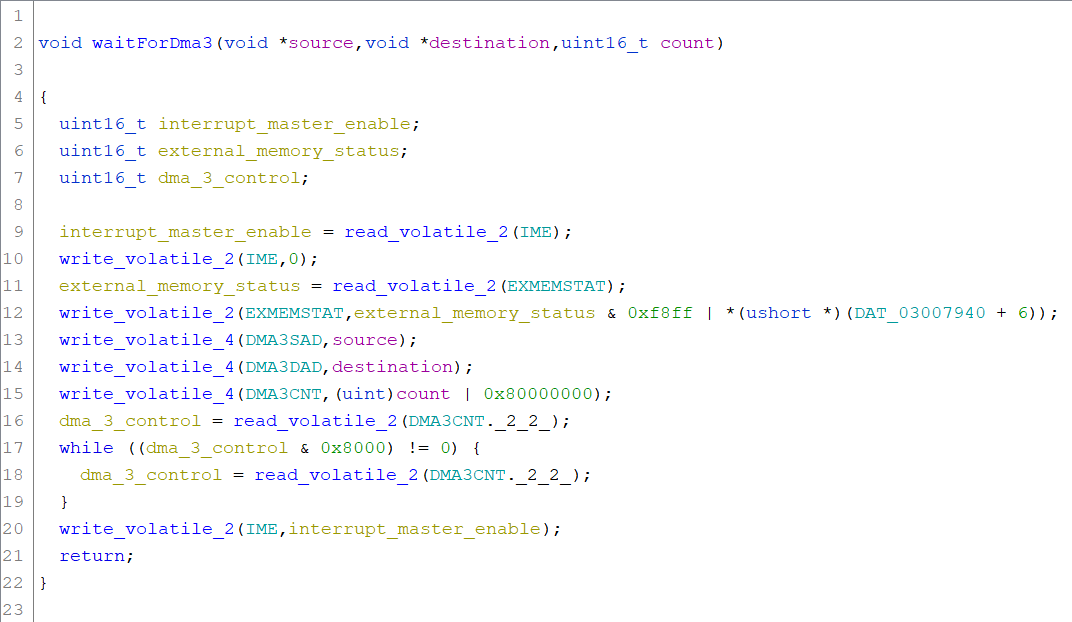 1
2 void waitForDma3(void *source,void *destination,uint16_t count)
3
4 {
5   uint16_t interrupt_master_enable;
6   uint16_t external_memory_status;
7   uint16_t dma_3_control;
8
9   interrupt_master_enable = read_volatile_2(IME);
10   write_volatile_2(IME,0);
11   external_memory_status = read_volatile_2(EXMEMSTAT);
12   write_volatile_2(EXMEMSTAT,external_memory_status & 0xf8ff | *(ushort *)(DAT_03007940 + 6));
13   write_volatile_4(DMA3SAD,source);
14   write_volatile_4(DMA3DAD,destination);
15   write_volatile_4(DMA3CNT,(uint)count | 0x80000000);
16   dma_3_control = read_volatile_2(DMA3CNT._2_2_);
17   while ((dma_3_control & 0x8000) != 0) {
18     dma_3_control = read_volatile_2(DMA3CNT._2_2_);
19   }
20   write_volatile_2(IME,interrupt_master_enable);
21   return;
22 }
23